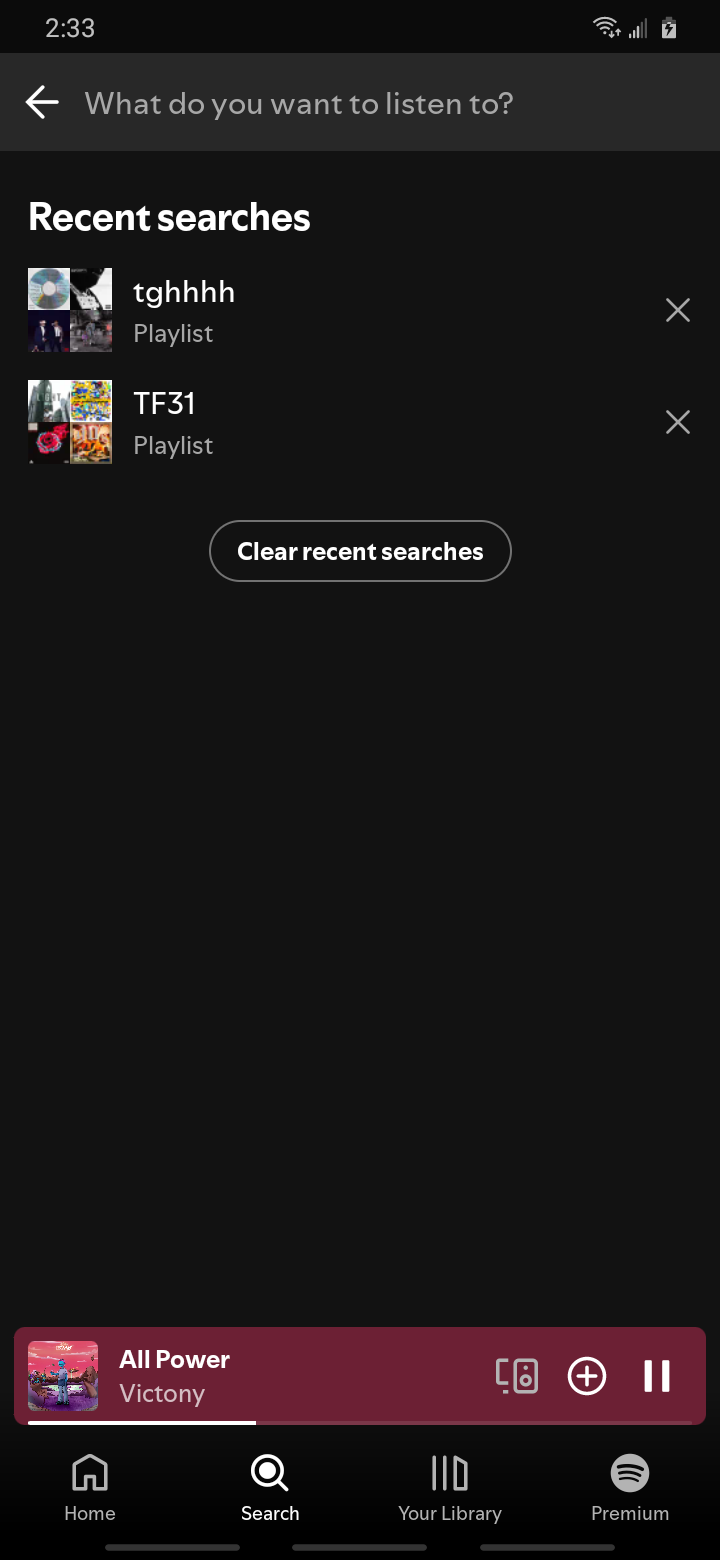 2:33
What do you want to listen to?
Recent searches
tghhhh
Playlist
TF31
Playlist
Clear recent searches
All Power
Victony
Home
Search
Your Library
Premium